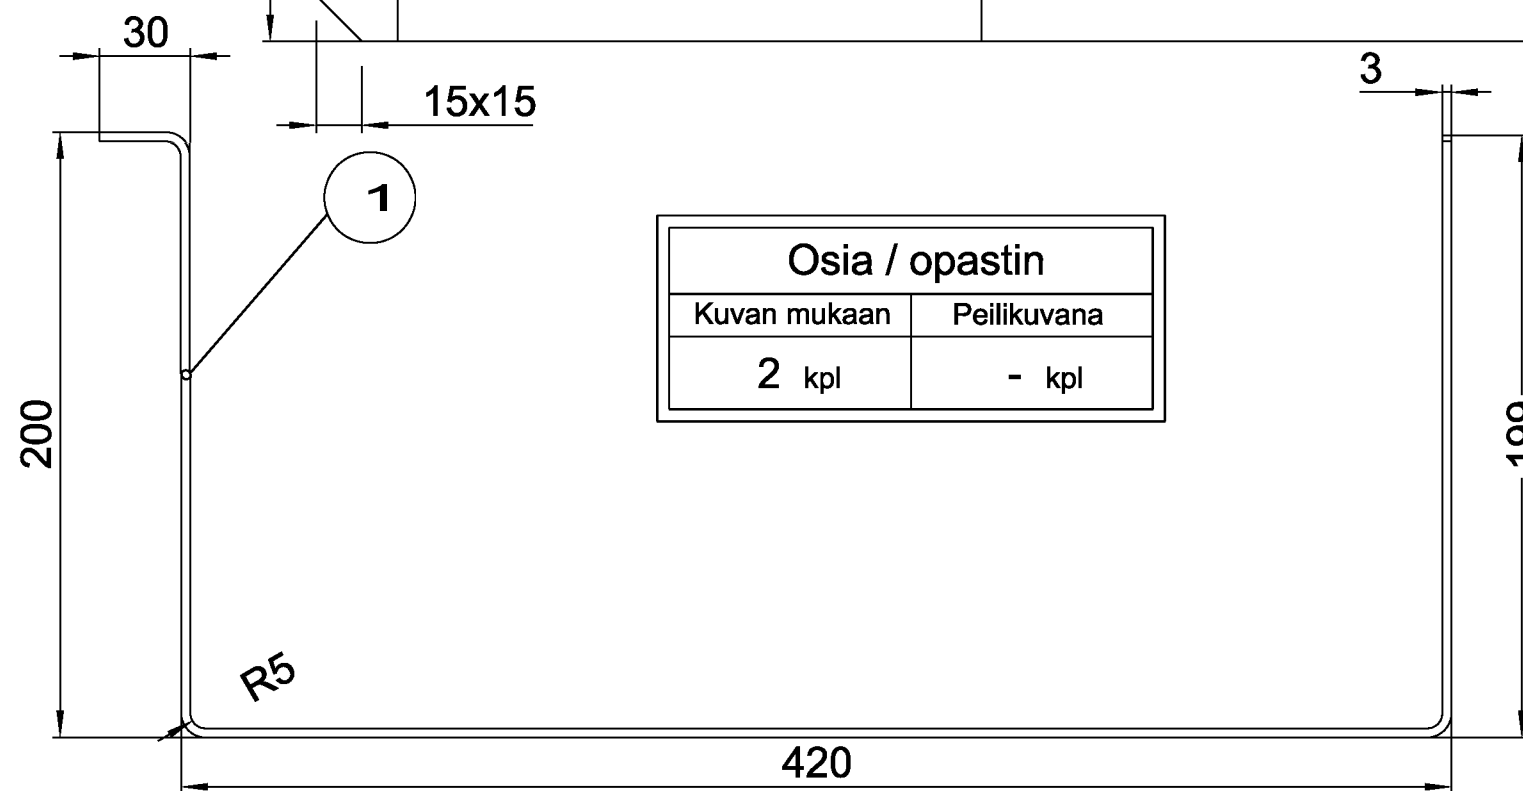 30
3
15x15
1
Osia / opastin
Kuvan mukaan Peilikuvana
2 kpl - kpl
200
R5
420